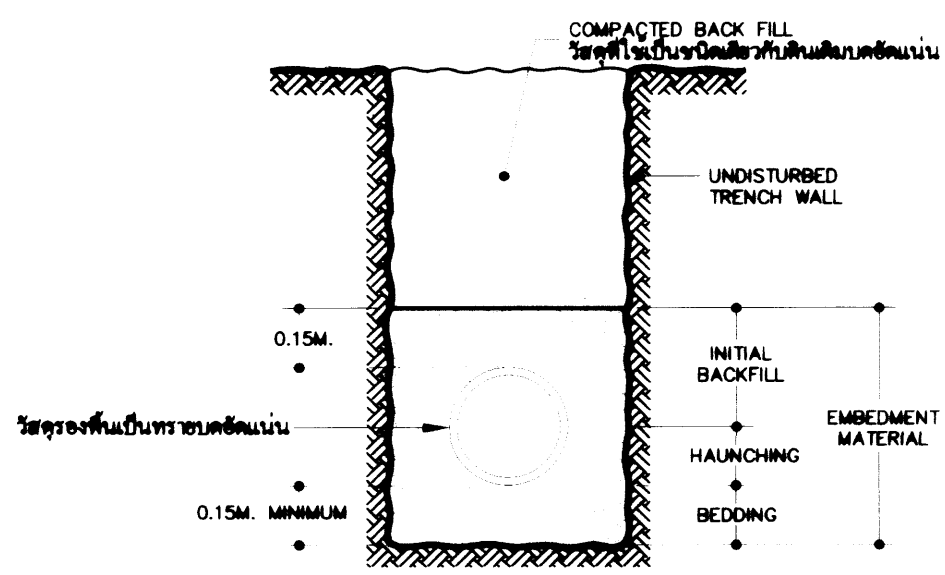 COMPACTED BACK FILL
วัสดุที่ใช้เป็นชนิดเดียวกับดินเดิมบดอัดแน่น
UNDISTURBED
TRENCH WALL
0.15M.
INITIAL
BACKFILL
วัสดุรองพื้นเป็นทรายบดอัดแน่น
EMBEDMENT
MATERIAL
HAUNCHING
0.15M. MINIMUM
BEDDING